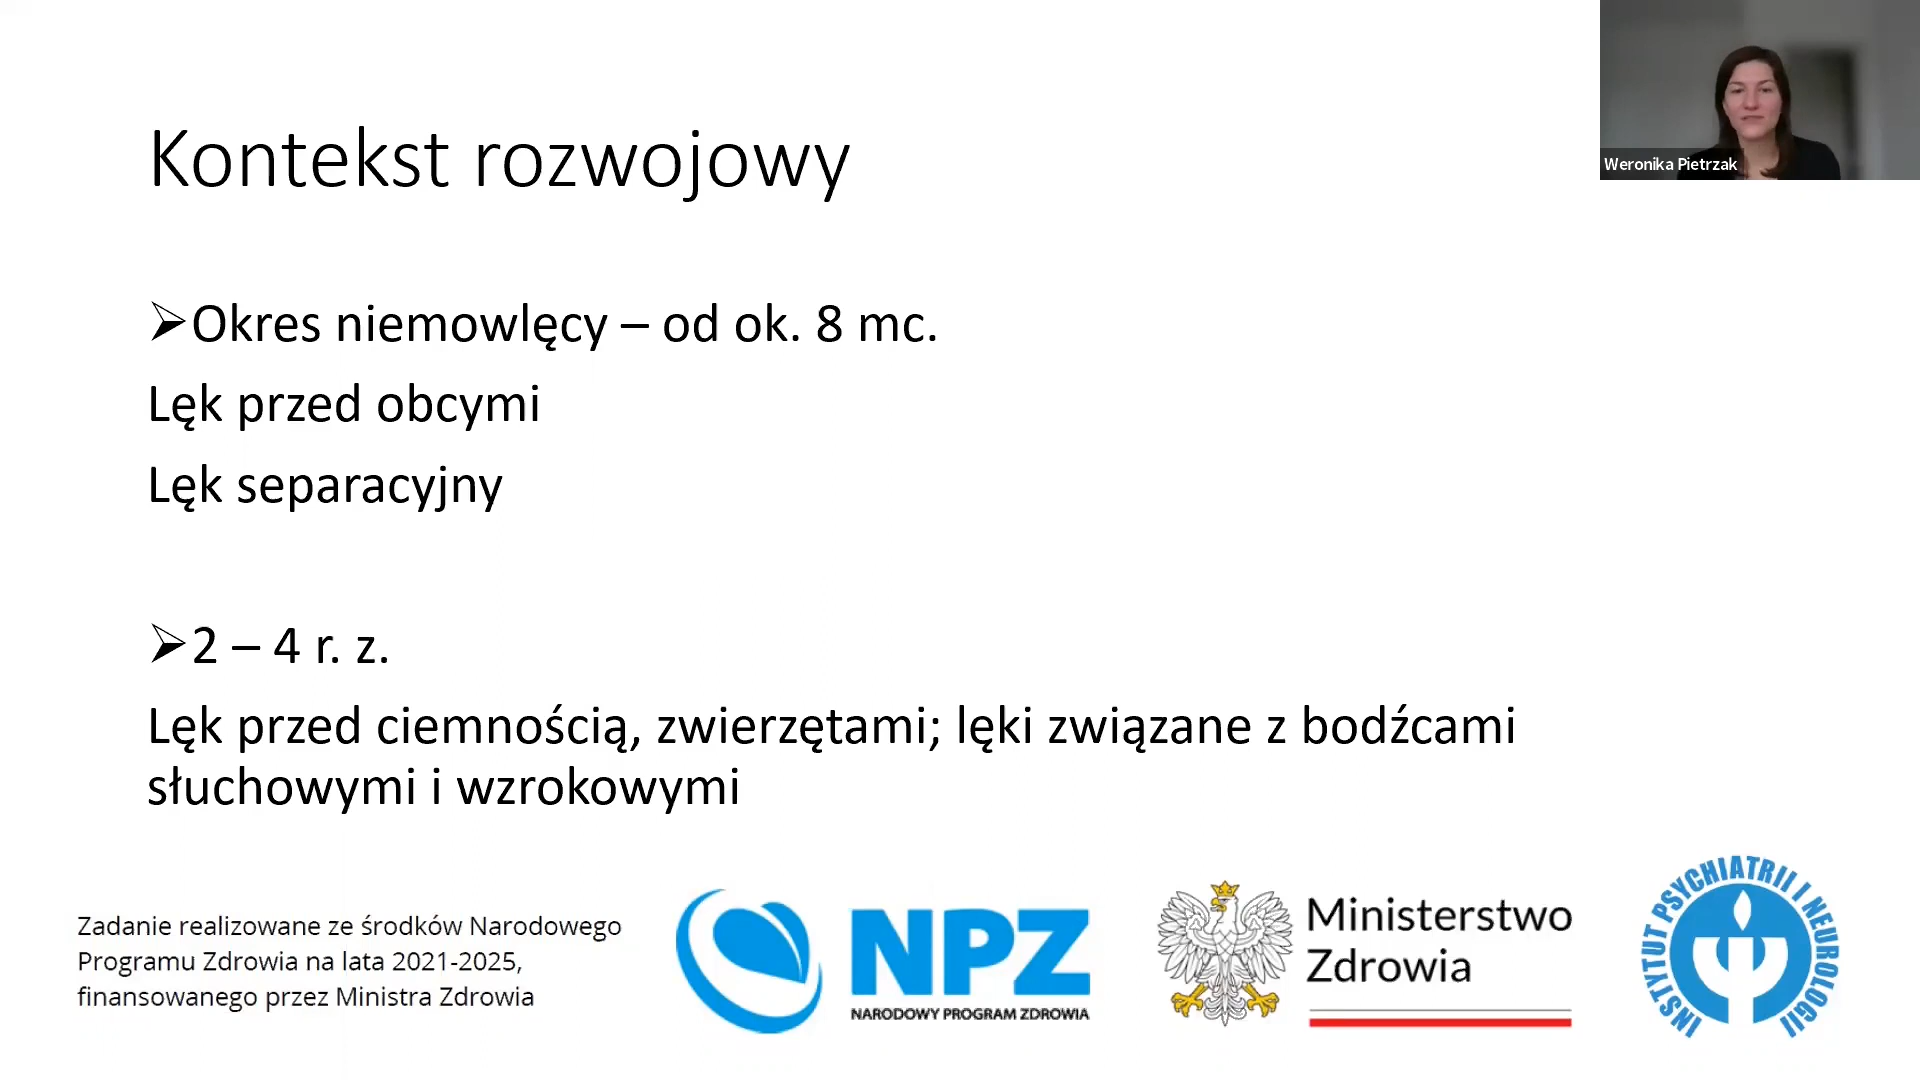 Kontekst rozwojowy
Weronika Pietrzak
➢Okres niemowlęcy – od ok. 8 mc.
Lęk przed obcymi
Lęk separacyjny
➢2 – 4 r. z.
Lęk przed ciemnością, zwierzętami; lęki związane z bodźcami
słuchowymi i wzrokowymi
Zadanie realizowane ze środków Narodowego
Programu Zdrowia na lata 2021-2025,
finansowanego przez Ministra Zdrowia
NPZ
NARODOWY PROGRAM ZDROWIA
Ministerstwo
Zdrowia
INSTYTUT PSYCHIATRII I NEUROLOGII